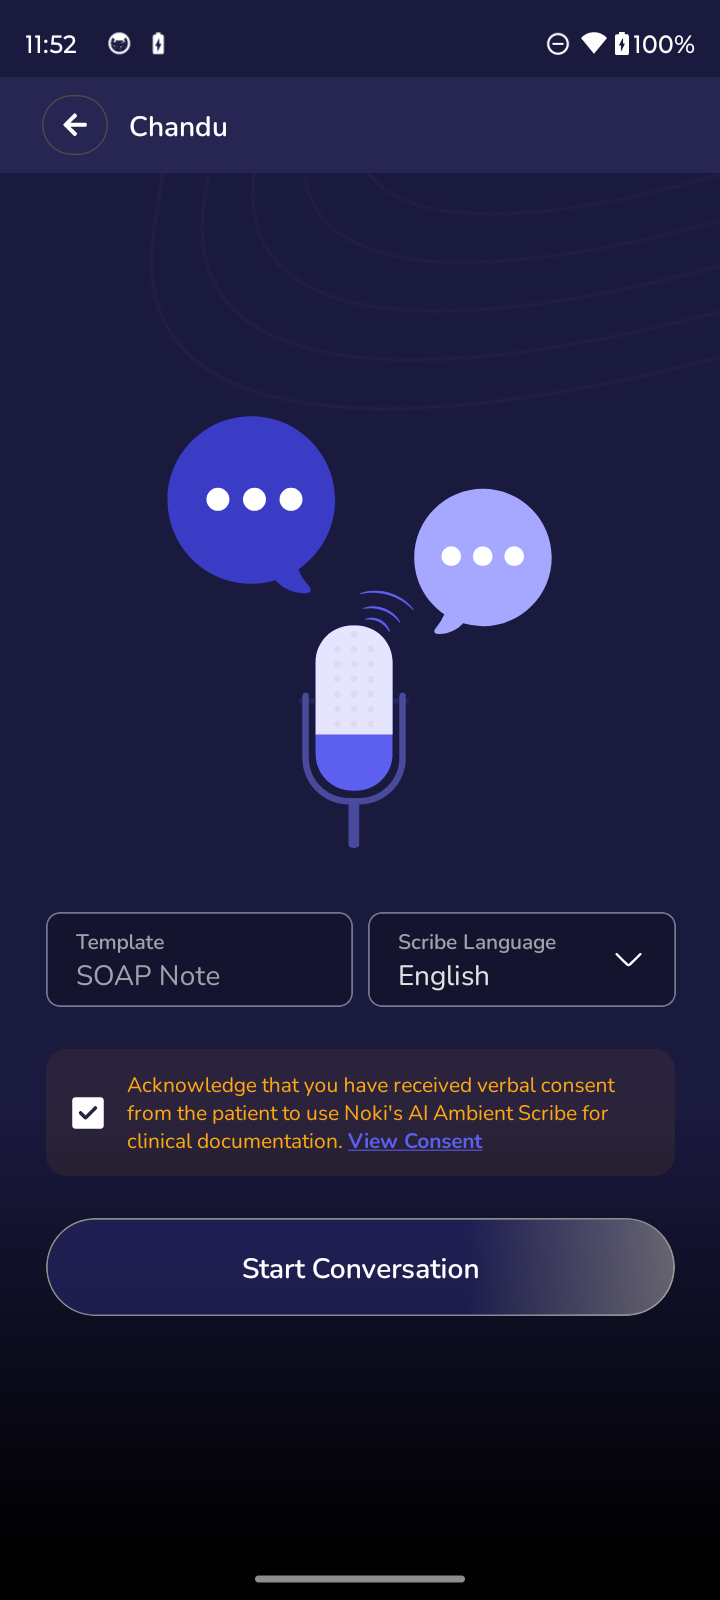 11:52
100%
Chandu
Template
SOAP Note
Scribe Language
English
Acknowledge that you have received verbal consent
from the patient to use Noki's AI Ambient Scribe for
clinical documentation. View Consent
Start Conversation